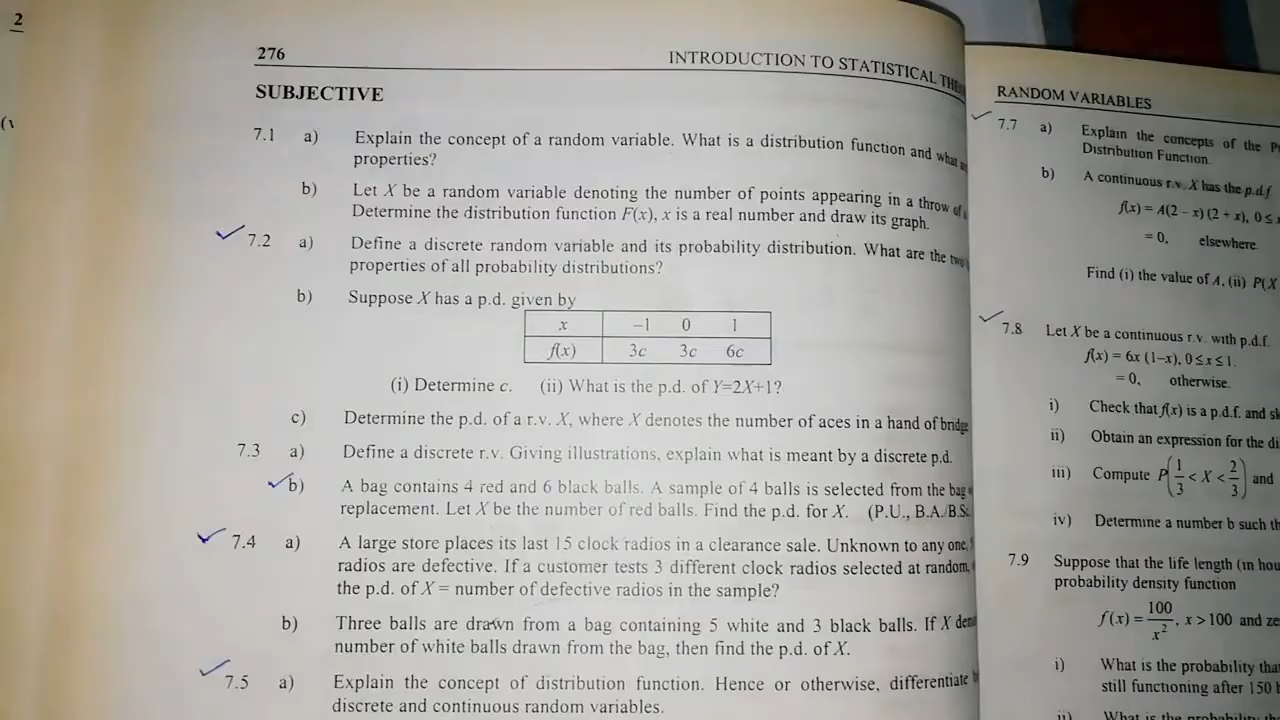 2
276
INTRODUCTION TO STATISTICAL
SUBJECTIVE
7.1 a) Explain the concept of a random variable. What is a distribution function and what
properties?
b) Let X be a random variable denoting the number of points appearing in a throw of
Determine the distribution function F(x), x is a real number and draw its graph.
7.2 a) Define a discrete random variable and its probability distribution. What are the two
properties of all probability distributions?
b) Suppose X has a p.d. given by
x −1 0 1
f(x) 3c 3c 6c
(i) Determine c. (ii) What is the p.d. of Y=2X+1?
c) Determine the p.d. of a r.v. X, where X denotes the number of aces in a hand of bridge
7.3 a) Define a discrete r.v. Giving illustrations, explain what is meant by a discrete p.d.
b) A bag contains 4 red and 6 black balls. A sample of 4 balls is selected from the bag
replacement. Let X be the number of red balls. Find the p.d. for X. (P.U., B.A./B.Sc.
7.4 a) A large store places its last 15 clock radios in a clearance sale. Unknown to any one,
radios are defective. If a customer tests 3 different clock radios selected at random,
the p.d. of X = number of defective radios in the sample?
b) Three balls are drawn from a bag containing 5 white and 3 black balls. If X
number of white balls drawn from the bag, then find the p.d. of X.
7.5 a) Explain the concept of distribution function. Hence or otherwise, differentiate
discrete and continuous random variables.
RANDOM VARIABLES
7.7 a) Explain the concepts of the
Distribution Function.
b) A continuous r.v. X has the p.d.f
f(x) = A(2 − x) (2 + x), 0 ≤
= 0, elsewhere.
Find (i) the value of A, (ii) P(X
7.8 Let X be a continuous r.v. with p.d.f.
f(x) = 6x (1−x), 0 ≤ x ≤ 1.
= 0, otherwise.
i) Check that f(x) is a p.d.f. and
ii) Obtain an expression for the
iii) Compute P(1/3 < X < 2/3) and
iv) Determine a number b such
7.9 Suppose that the life length (in
probability density function
f(x) = 100/x², x > 100 and
i) What is the probability
still functioning after 150
ii) What is the probability